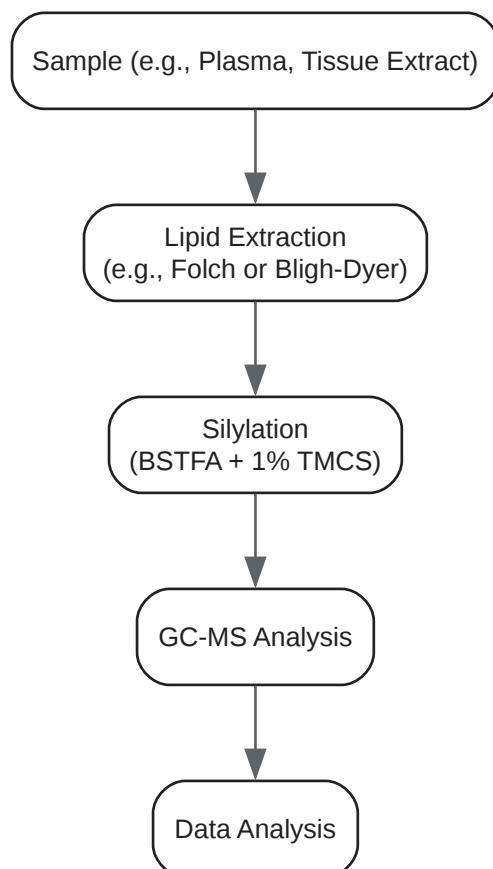 Sample (e.g., Plasma, Tissue Extract)
Lipid Extraction
(e.g., Folch or Bligh-Dyer)
Silylation
(BSTFA + 1% TMCS)
GC-MS Analysis
Data Analysis